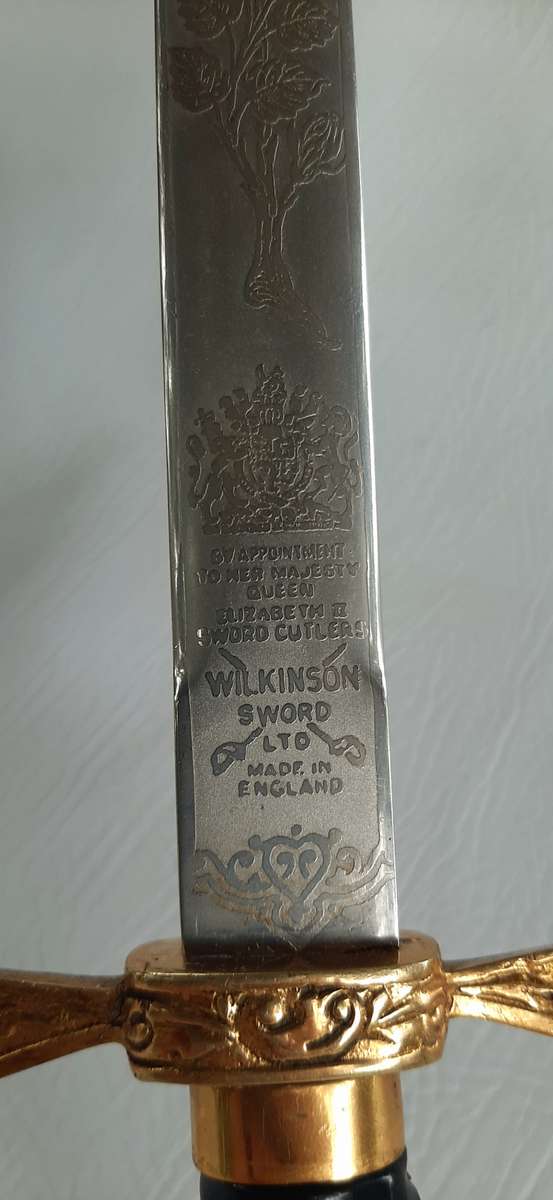 BY APPOINTMENT
TO HER MAJESTY
QUEEN
ELIZABETH II
SWORD CUTLERS
WILKINSON
SWORD
LTD
MADE IN
ENGLAND